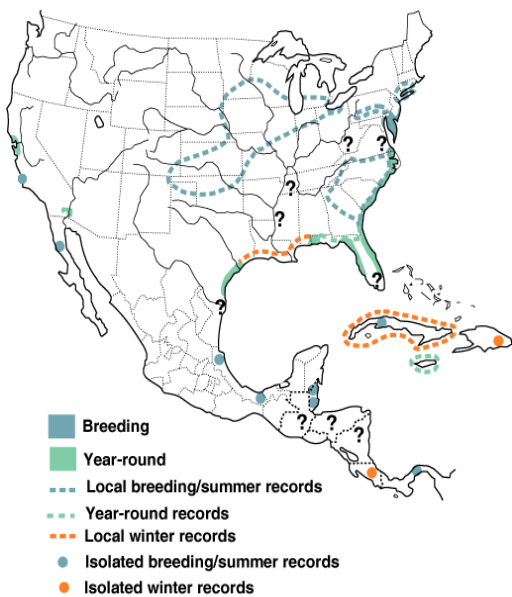 ? ?
?
?
?
?
? ? ?
Breeding
Year-round
Local breeding/summer records
Year-round records
Local winter records
Isolated breeding/summer records
Isolated winter records